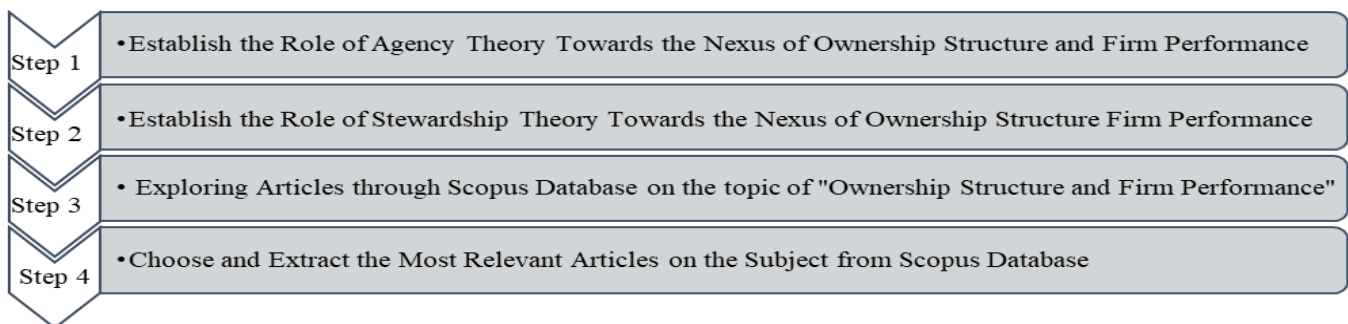 Step 1
•Establish the Role of Agency Theory Towards the Nexus of Ownership Structure and Firm Performance
Step 2
•Establish the Role of Stewardship Theory Towards the Nexus of Ownership Structure Firm Performance
Step 3
• Exploring Articles through Scopus Database on the topic of "Ownership Structure and Firm Performance"
Step 4
•Choose and Extract the Most Relevant Articles on the Subject from Scopus Database